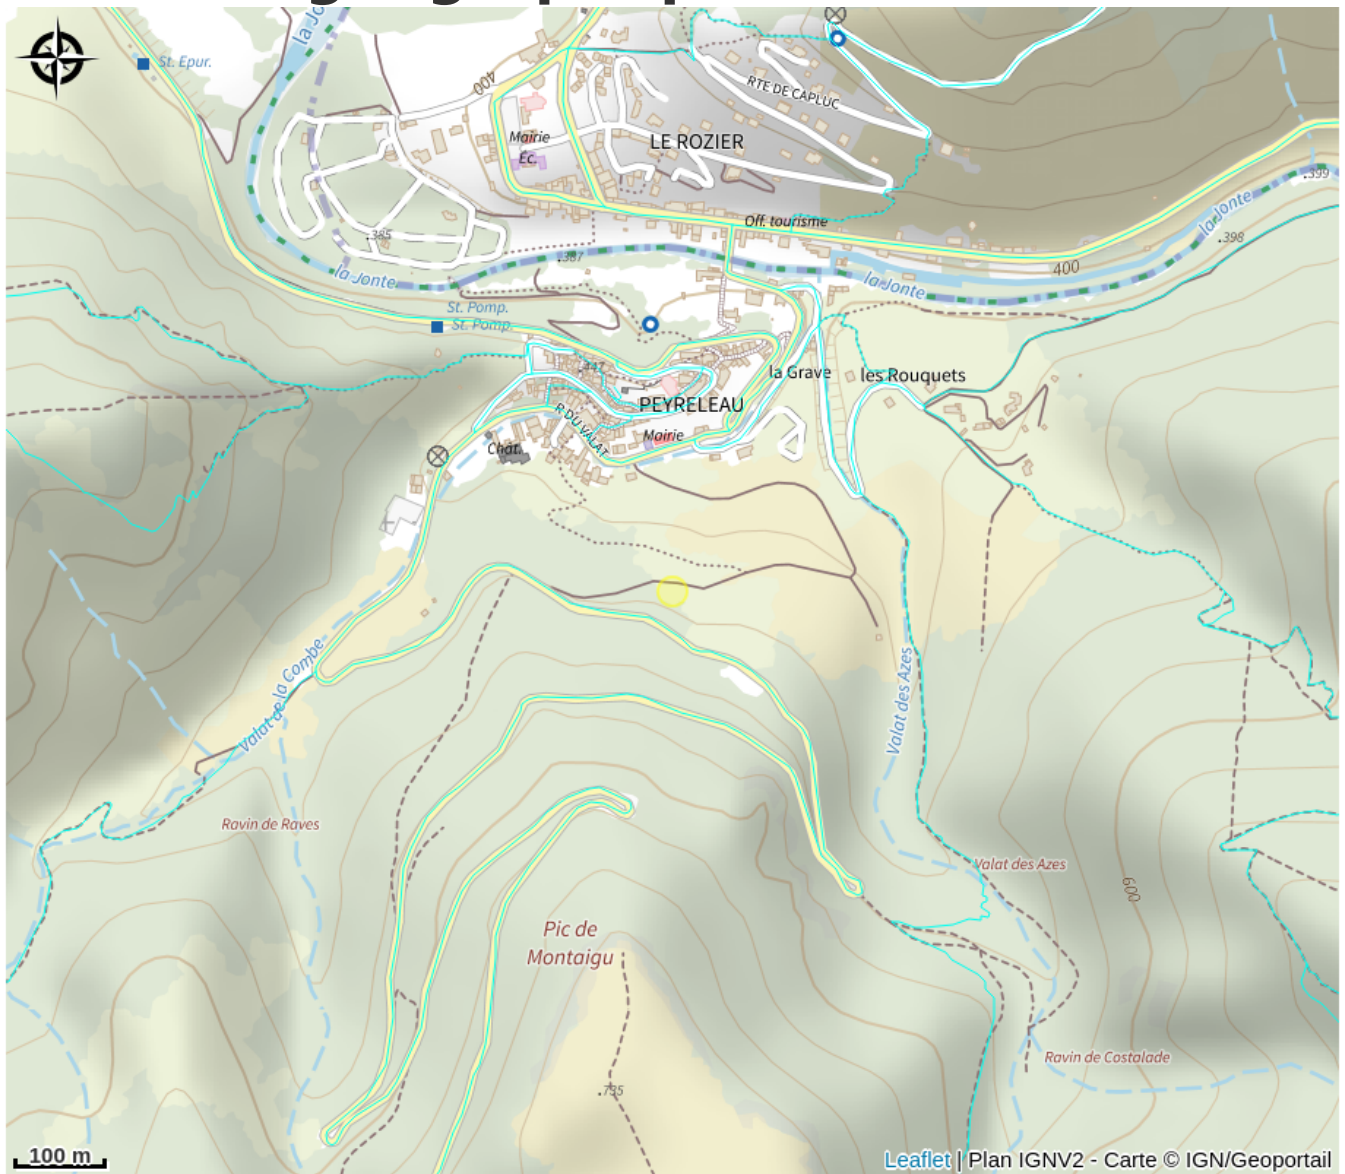 la Jo
St. Epur.
400
RTE DE CAPLUC
Mairie
Éc.
LE ROZIER
.399
la Jonte
.385
Off. tourisme
.398
.387
400
la Jonte
la Jonte
St. Pomp.
St. Pomp.
.447
la Grave
les Rouquets
PEYRELEAU
R DU VALAT
Mairie
Chât.
Valat de la Combe
Valat des Azes
Ravin de Raves
Valat des Azes
600
Pic de
Montaigu
Ravin de Costalade
.735
100 m
Leaflet | Plan IGNV2 - Carte © IGN/Geoportail